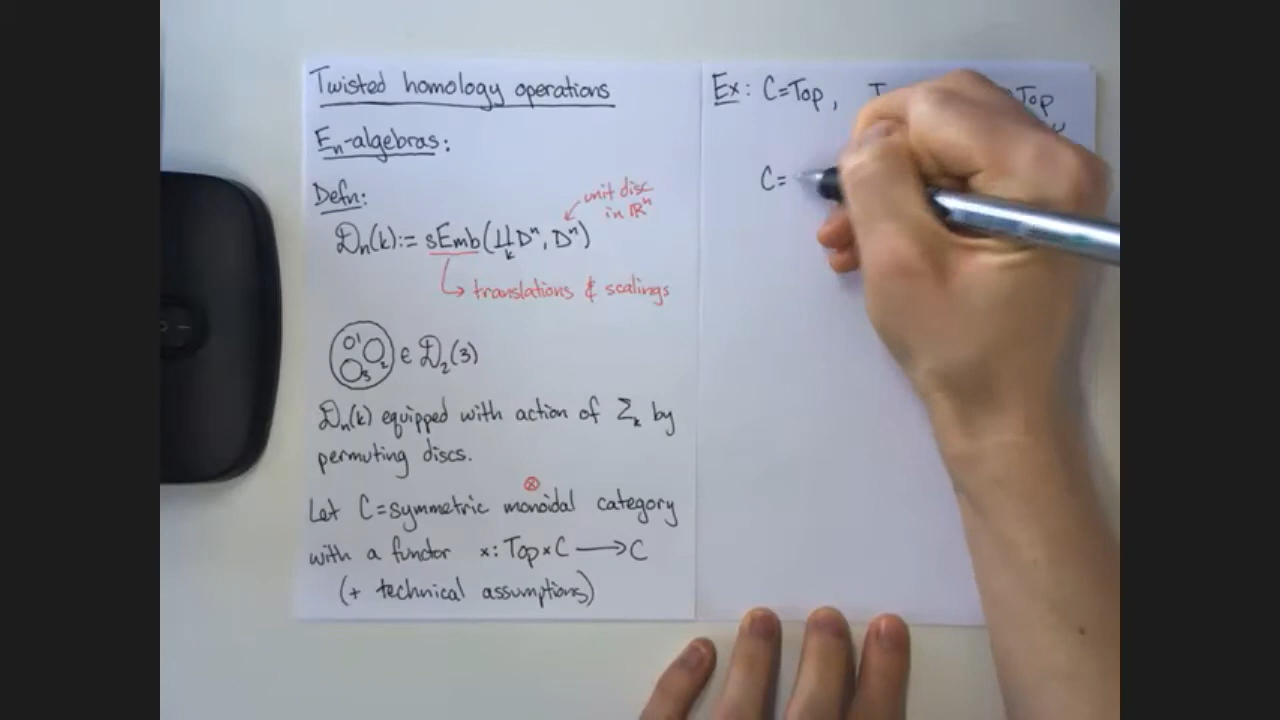 Twisted homology operations
Eₙ-algebras:
Defn:
unit disc
in ℝⁿ
𝒟ₙ(k) := sEmb(⨿ₖ Dⁿ, Dⁿ)
translations & scalings
1 2 3 ∈ 𝒟₂(3)
𝒟ₙ(k) equipped with action of Σₖ by
permuting discs.
⊗
Let C=symmetric monoidal category
with a functor ×: Top×C ⟶ C
(+ technical assumptions)
Ex: C=Top, Top
C=